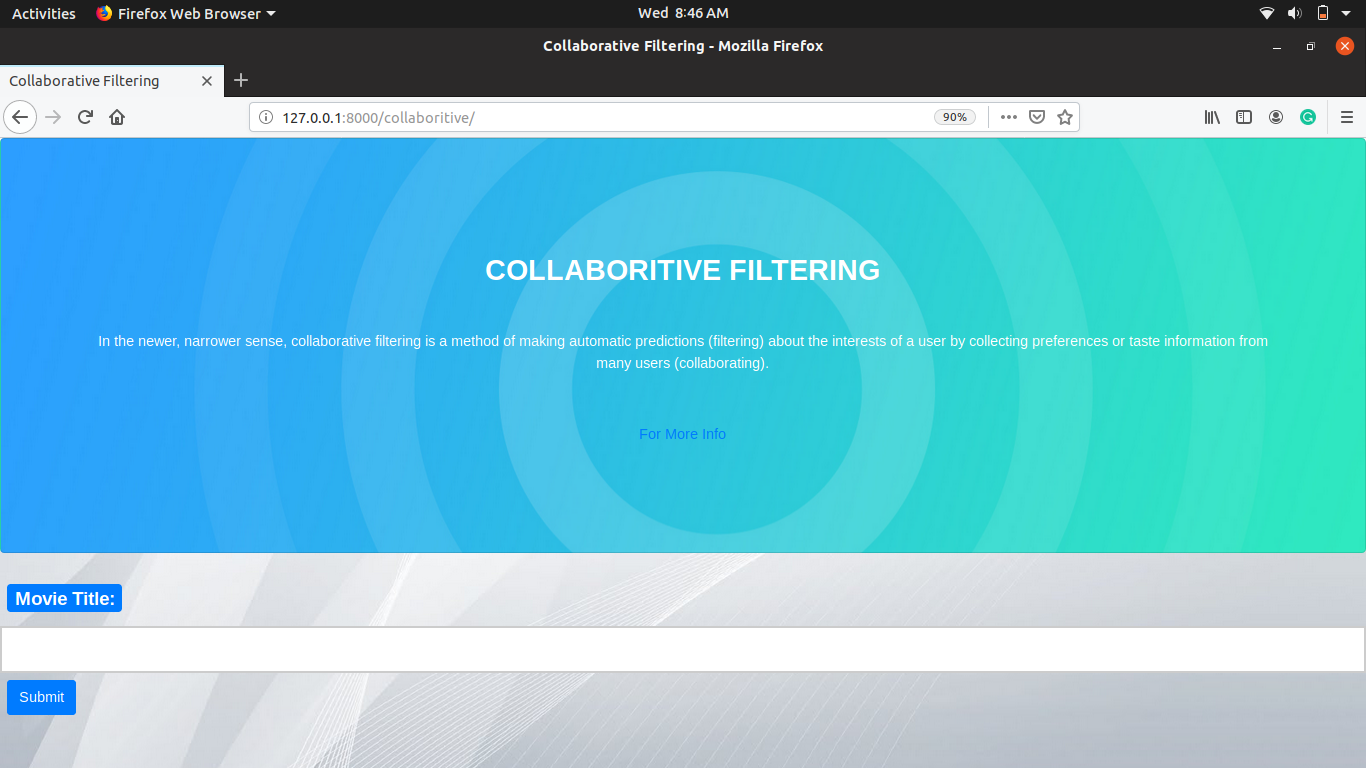 Activities Firefox Web Browser Wed 8:46 AM
Collaborative Filtering - Mozilla Firefox
Collaborative Filtering
127.0.0.1:8000/collaboritive/ 90%
COLLABORITIVE FILTERING
In the newer, narrower sense, collaborative filtering is a method of making automatic predictions (filtering) about the interests of a user by collecting preferences or taste information from
many users (collaborating).
For More Info
Movie Title:
Submit